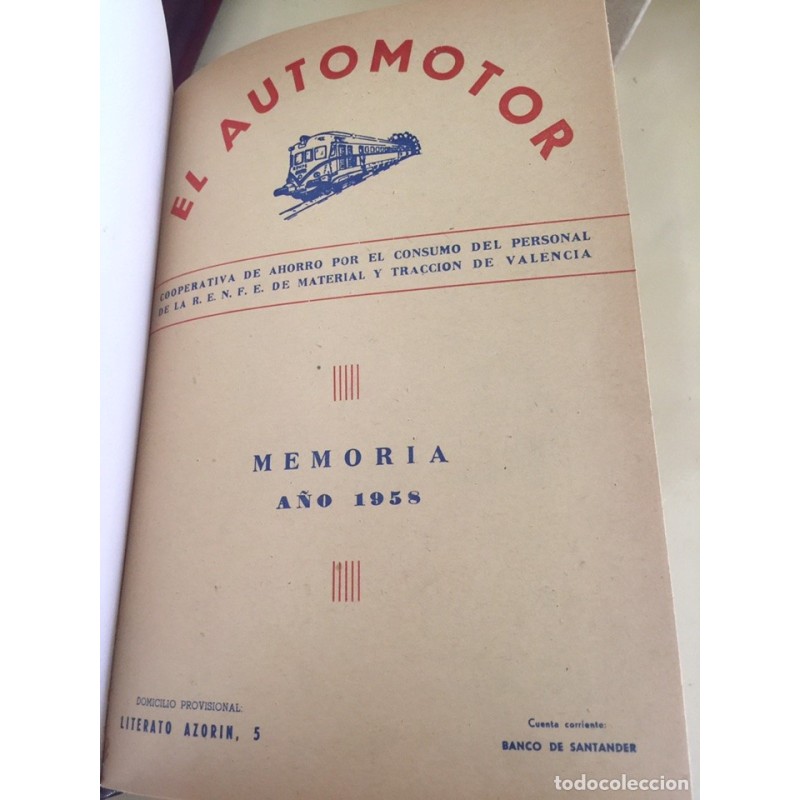 EL AUTOMOTOR
COOPERATIVA DE AHORRO POR EL CONSUMO DEL PERSONAL
DE LA R. E. N. F. E. DE MATERIAL Y TRACCION DE VALENCIA
MEMORIA
AÑO 1958
DOMICILIO PROVISIONAL:
LITERATO AZORIN, 5
Cuenta corriente:
BANCO DE SANTANDER
todocoleccion